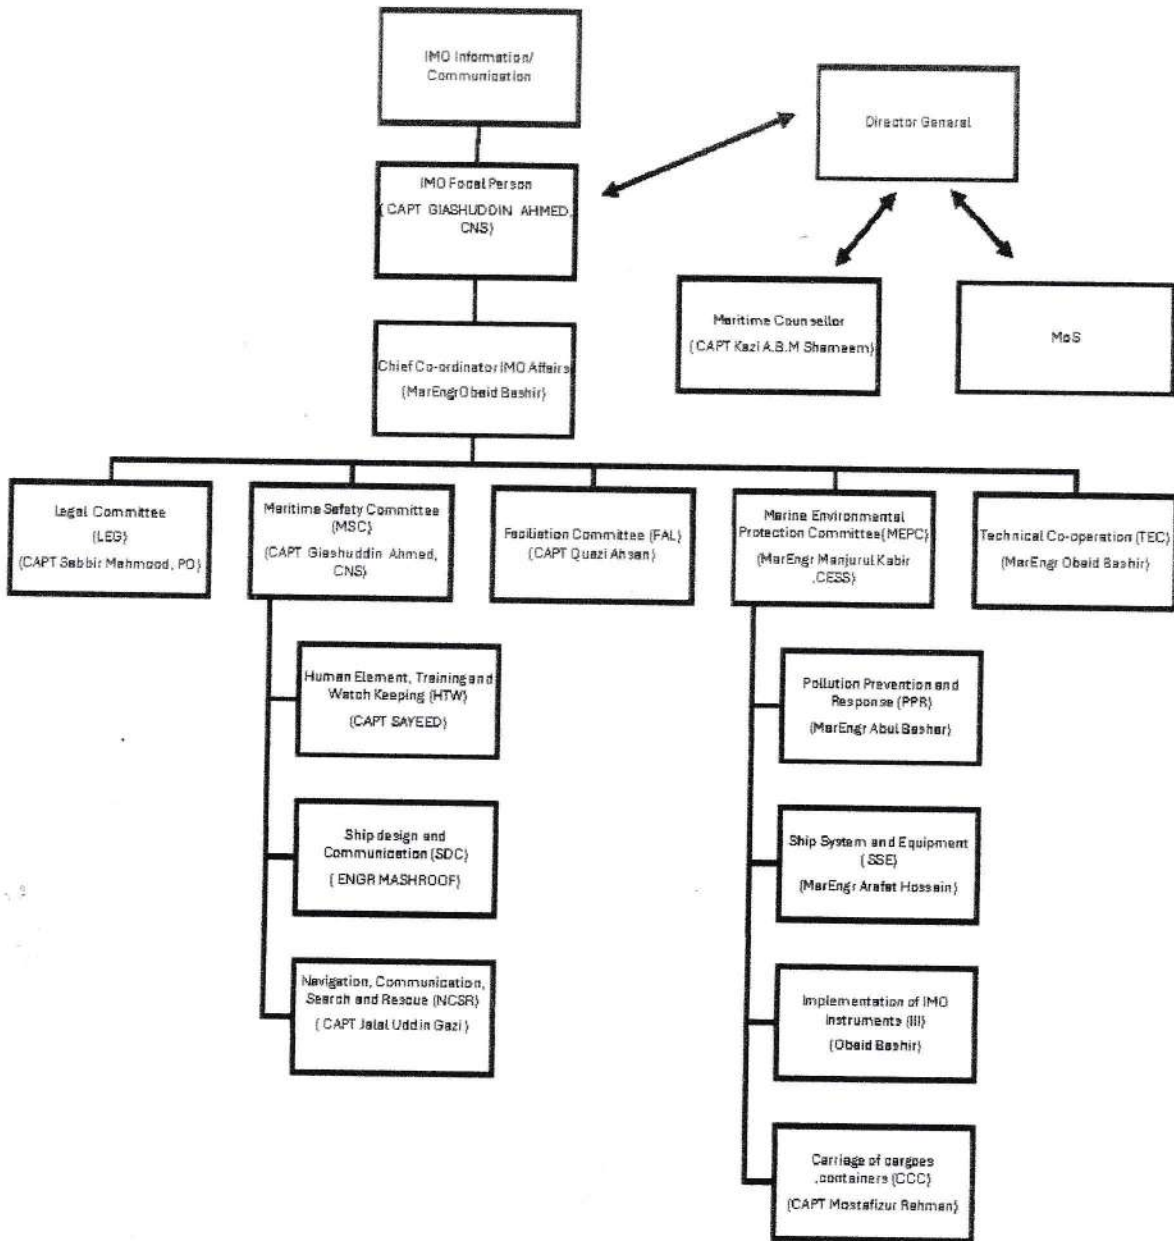 IMO Information/
Communication
Director General
IMO Focal Person
( CAPT GIASHUDDIN AHMED,
CNS)
Maritime Counsellor
( CAPT Kazi A.B.M Shameem)
MoS
Chief Co-ordinator IMO Affairs
(MarEngrObaid Bashir)
Legal Committee
(LEG)
(CAPT Sabbir Mahmood, PO)
Maritime Safety Committee
(MSC)
(CAPT Giashuddin Ahmed,
CNS)
Faciliation Committee (FAL)
(CAPT Quazi Ahsan)
Marine Environmental
Protection Committee(MEPC)
(MarEngr Manjurul Kabir
,CESS)
Technical Co-operation (TEC)
(MarEngr Obaid Bashir)
Human Element, Training and
Watch Keeping (HTW)
(CAPT SAYEED)
Ship design and
Communication (SDC)
( ENGR MASHROOF)
Navigation, Communication,
Search and Rescue (NCSR)
( CAPT Jalal Uddin Gazi )
Pollution Prevention and
Response (PPR)
(MarEngr Abul Bashar)
Ship System and Equipment
( SSE)
(MarEngr Arafat Hossain)
Implementation of IMO
Instruments (III)
(Obaid Bashir)
Carriage of cargoes
,containers (CCC)
(CAPT Mostafizur Rahman)